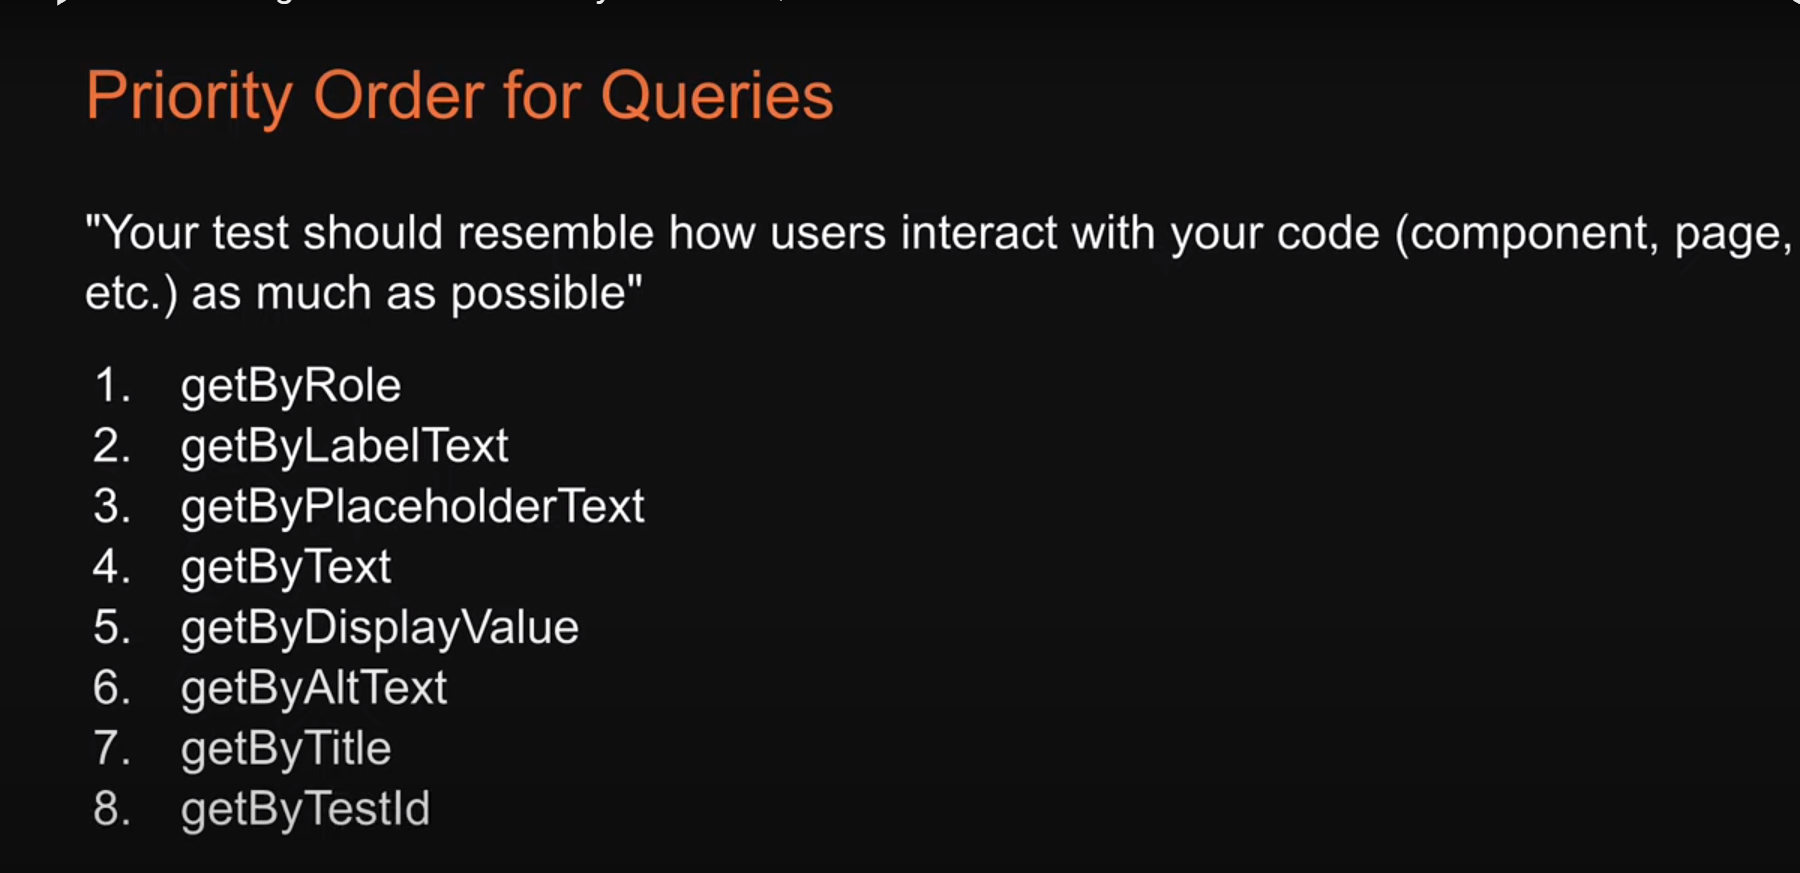 Priority Order for Queries
"Your test should resemble how users interact with your code (component, page,
etc.) as much as possible"
1. getByRole
2. getByLabelText
3. getByPlaceholderText
4. getByText
5. getByDisplayValue
6. getByAltText
7. getByTitle
8. getByTestId